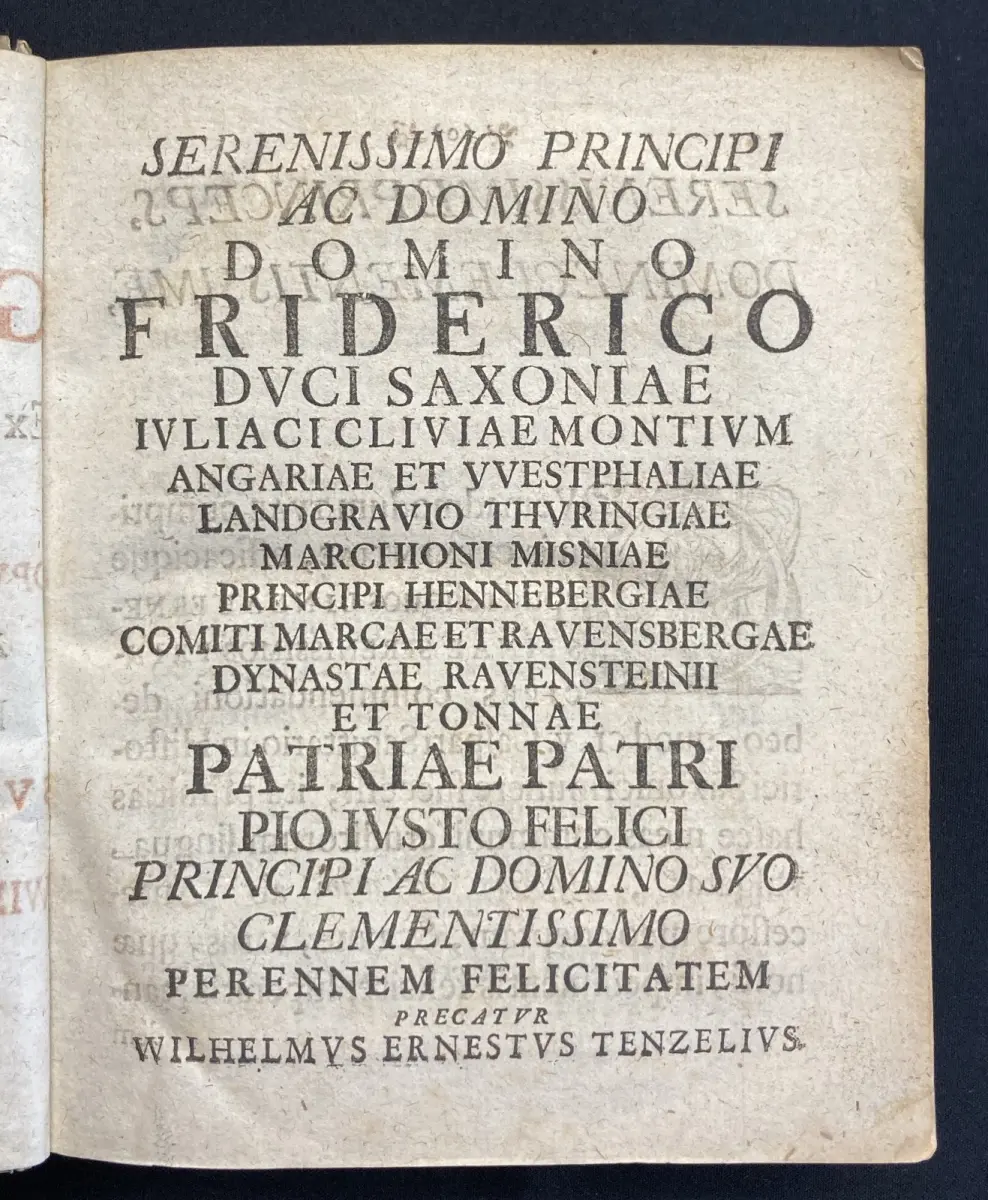 SERENISSIMO PRINCIPI
AC DOMINO
DOMINO
FRIDERICO
DVCI SAXONIAE
IVLIACI CLIVIAE MONTIVM
ANGARIAE ET VVESTPHALIAE
LANDGRAVIO THVRINGIAE
MARCHIONI MISNIAE
PRINCIPI HENNEBERGIAE
COMITI MARCAE ET RAVENSBERGAE
DYNASTAE RAVENSTEINII
ET TONNAE
PATRIAE PATRI
PIO IVSTO FELICI
PRINCIPI AC DOMINO SVO
CLEMENTISSIMO
PERENNEM FELICITATEM
PRECATVR
WILHELMVS ERNESTVS TENZELIVS.